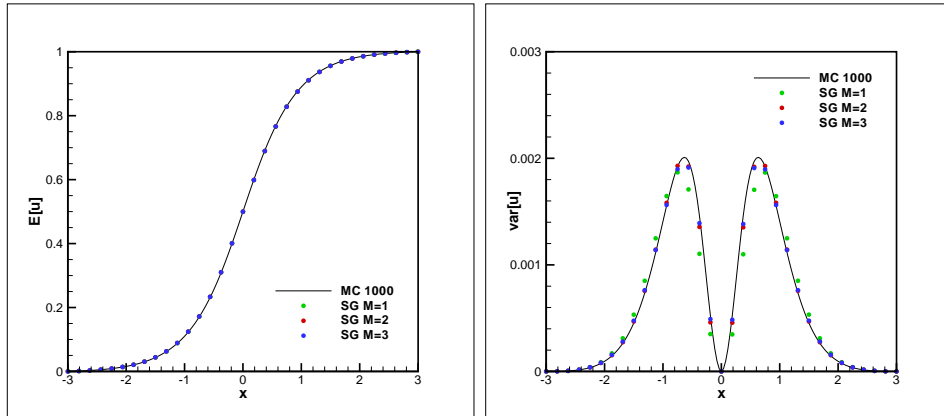 1
0.8
0.6
0.4
0.2
0
E[u]
MC 1000
SG M=1
SG M=2
SG M=3
-3 -2 -1 0 1 2 3
x
0.003
0.002
0.001
0.000
var[u]
MC 1000
SG M=1
SG M=2
SG M=3
-3 -2 -1 0 1 2 3
x